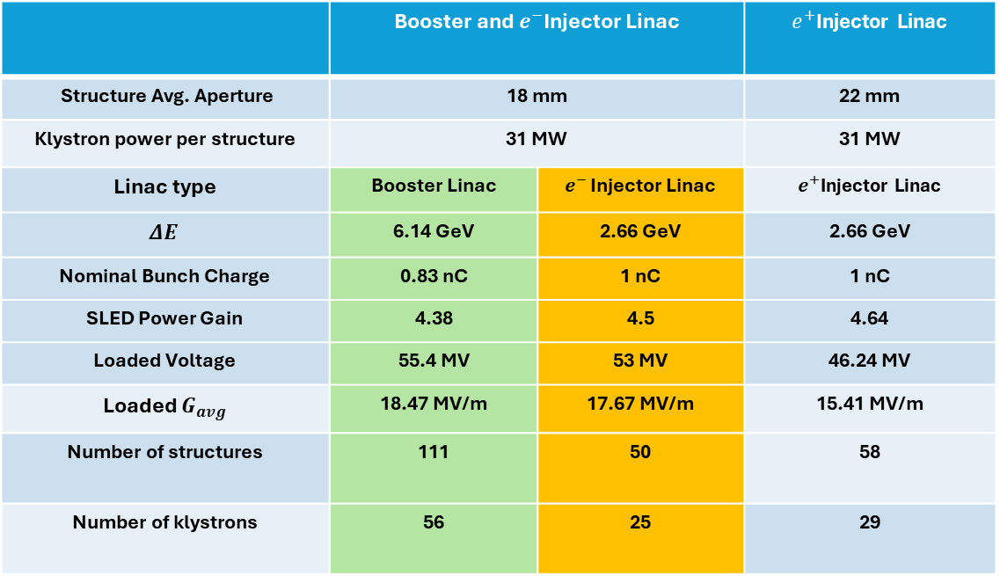 Booster and e⁻Injector Linac e⁺Injector Linac
Structure Avg. Aperture 18 mm 22 mm
Klystron power per structure 31 MW 31 MW
Linac type Booster Linac e⁻ Injector Linac e⁺Injector Linac
ΔE 6.14 GeV 2.66 GeV 2.66 GeV
Nominal Bunch Charge 0.83 nC 1 nC 1 nC
SLED Power Gain 4.38 4.5 4.64
Loaded Voltage 55.4 MV 53 MV 46.24 MV
Loaded G_avg 18.47 MV/m 17.67 MV/m 15.41 MV/m
Number of structures 111 50 58
Number of klystrons 56 25 29